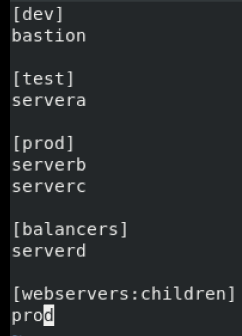 [dev]
bastion
[test]
servera
[prod]
serverb
serverc
[balancers]
serverd
[webservers:children]
prod